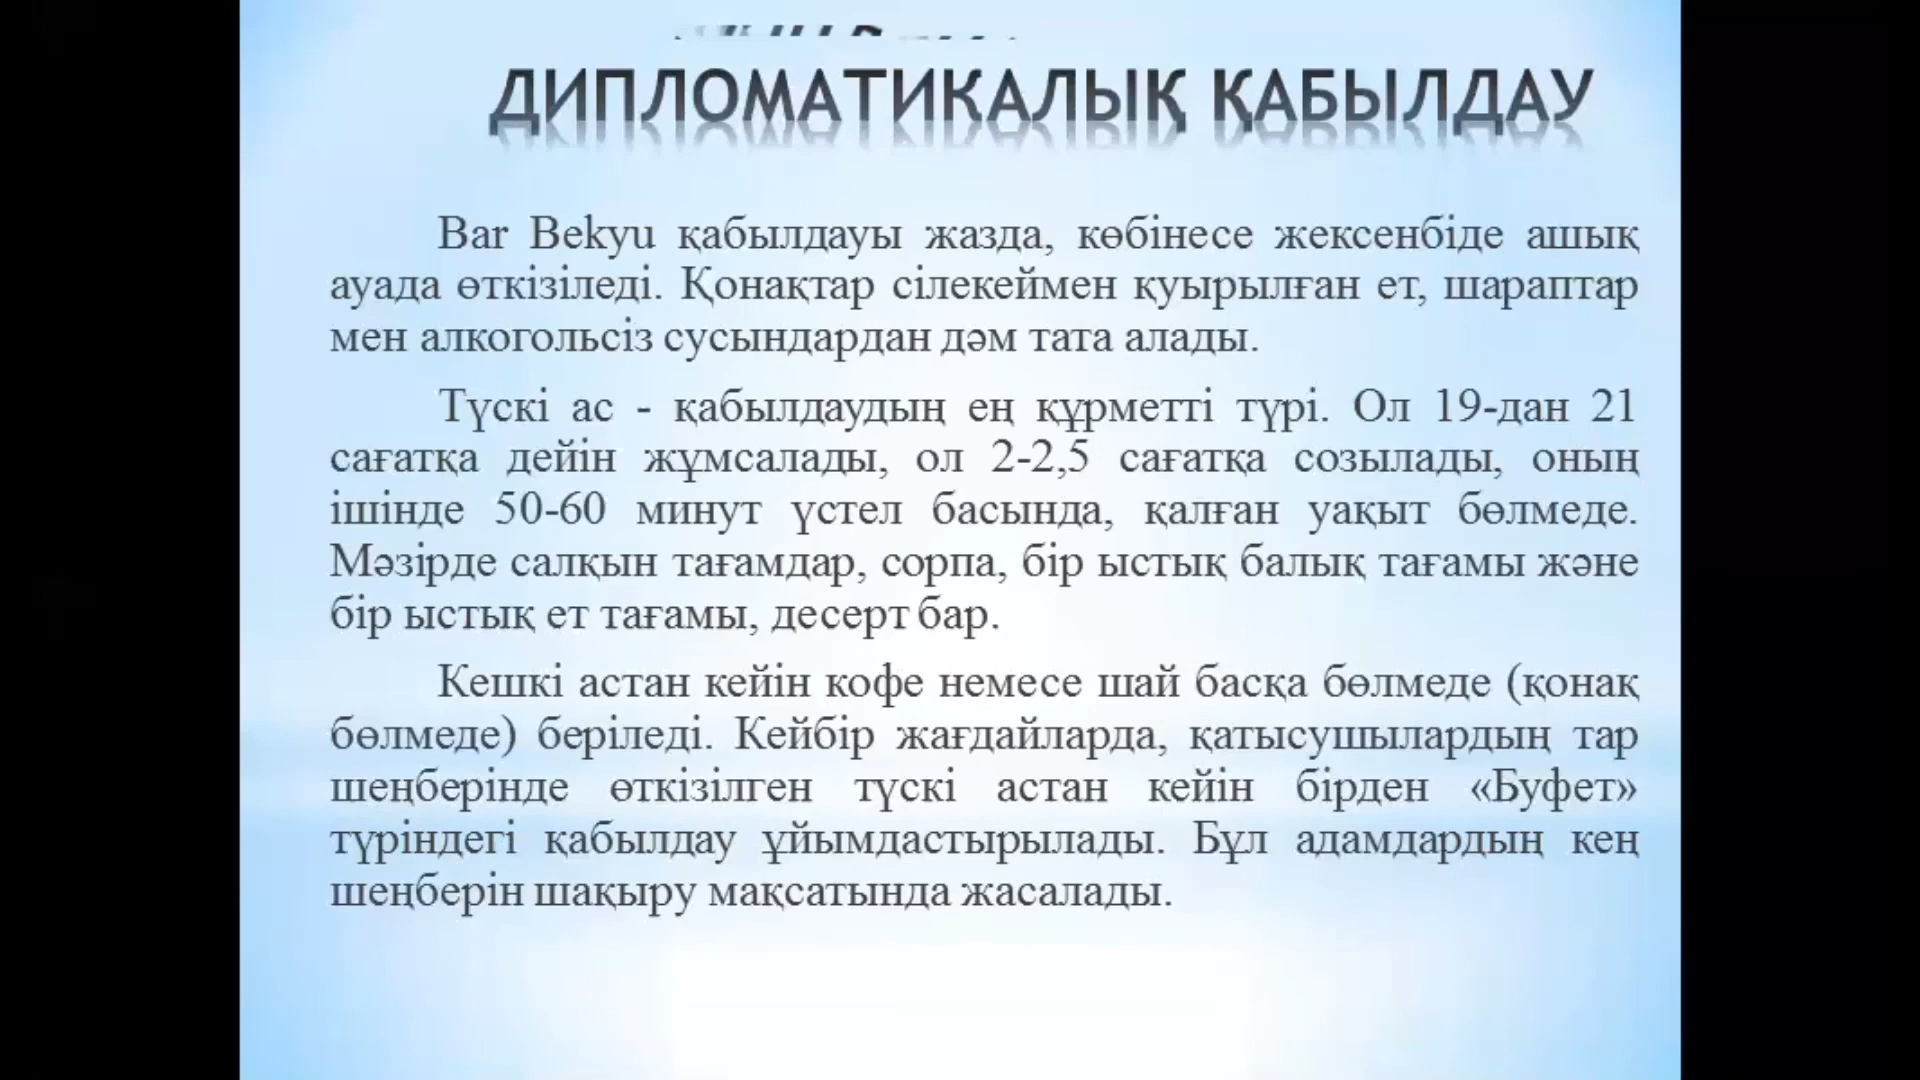 ДИПЛОМАТИКАЛЫҚ ҚАБЫЛДАУ
Bar Bekyu қабылдауы жазда, көбінесе жексенбіде ашық
ауада өткізіледі. Қонақтар сілекеймен қуырылған ет, шараптар
мен алкогольсіз сусындардан дәм тата алады.
Түскі ас - қабылдаудың ең құрметті түрі. Ол 19-дан 21
сағатқа дейін жұмсалады, ол 2-2,5 сағатқа созылады, оның
ішінде 50-60 минут үстел басында, қалған уақыт бөлмеде.
Мәзірде салқын тағамдар, сорпа, бір ыстық балық тағамы және
бір ыстық ет тағамы, десерт бар.
Кешкі астан кейін кофе немесе шай басқа бөлмеде (қонақ
бөлмеде) беріледі. Кейбір жағдайларда, қатысушылардың тар
шеңберінде өткізілген түскі астан кейін бірден «Буфет»
түріндегі қабылдау ұйымдастырылады. Бұл адамдардың кең
шеңберін шақыру мақсатында жасалады.